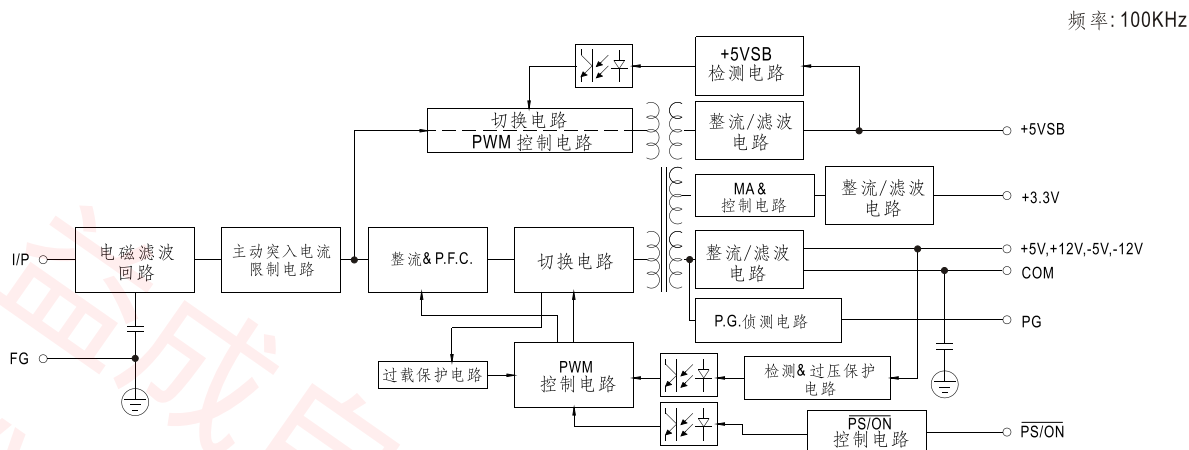 频率: 100KHz
+5VSB
检测电路
切换电路
PWM 控制电路
整流/滤波
电路
+5VSB
MA &
控制电路
整流/滤波
电路
+3.3V
I/P
电磁滤波
回路
主动突入电流
限制电路
整流& P.F.C.
切换电路
整流/滤波
电路
+5V,+12V,-5V,-12V
COM
P.G.侦测电路
PG
FG
过载保护电路
PWM
控制电路
检测&过压保护
电路
PS/ON
控制电路
PS/ON
益成